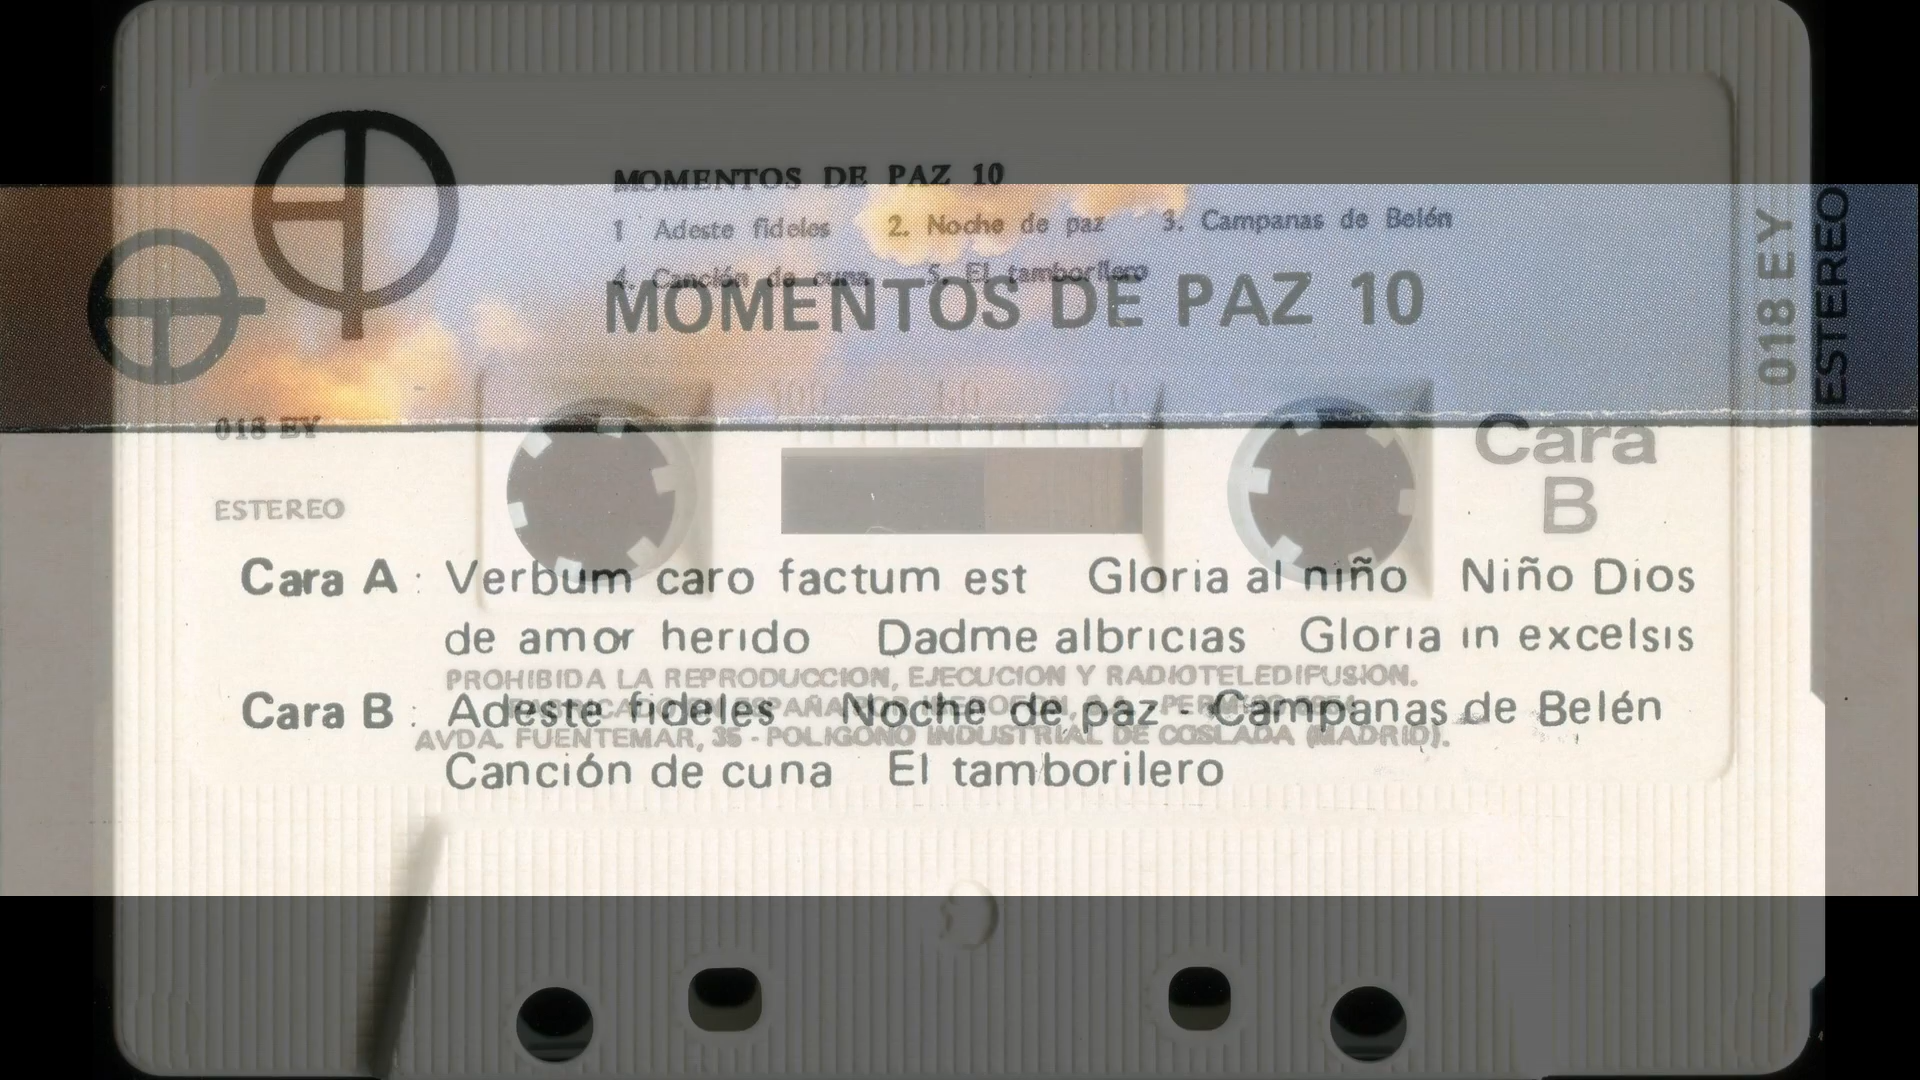 MOMENTOS DE PAZ 10
1 Adeste fideles 2. Noche de paz 3. Campanas de Belén
4. Canción de cuna 5. El tamborilero
MOMENTOS DE PAZ 10
018 EY
ESTEREO
018 EY
ESTEREO
Cara
B
Cara A : Verbum caro factum est Gloria al niño Niño Dios
de amor herido Dadme albricias Gloria in excelsis
PROHIBIDA LA REPRODUCCION, EJECUCION Y RADIOTELEDIFUSION.
Cara B : Adeste fideles Noche de paz - Campanas de Belén
AVDA. FUENTEMAR, 35 - POLIGONO INDUSTRIAL DE COSLADA (MADRID).
Canción de cuna El tamborilero